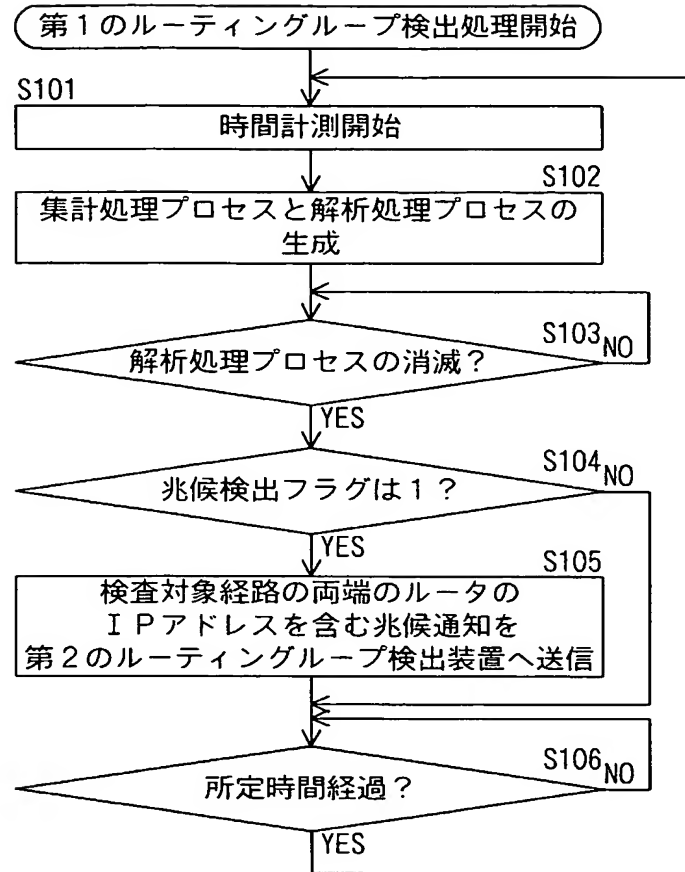 第１のルーティングループ検出処理開始
S101
時間計測開始
S102
集計処理プロセスと解析処理プロセスの
生成
S103
NO
解析処理プロセスの消滅？
YES
S104
NO
兆候検出フラグは１？
YES
S105
検査対象経路の両端のルータの
ＩＰアドレスを含む兆候通知を
第２のルーティングループ検出装置へ送信
S106
NO
所定時間経過？
YES